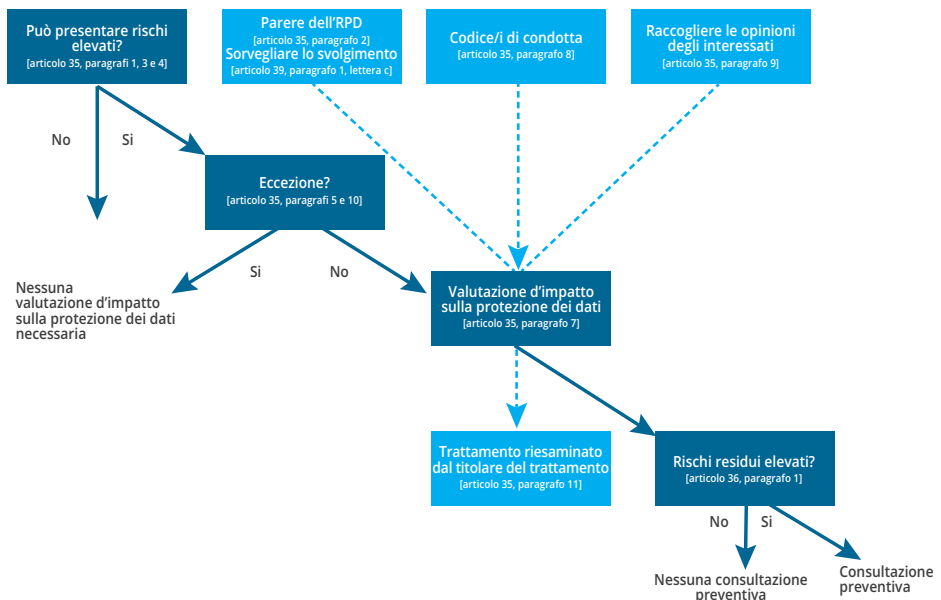 Può presentare rischi
elevati?
[articolo 35, paragrafi 1, 3 e 4]
Parere dell'RPD
[articolo 35, paragrafo 2]
Sorvegliare lo svolgimento
[articolo 39, paragrafo 1, lettera c]
Codice/i di condotta
[articolo 35, paragrafo 8]
Raccogliere le opinioni
degli interessati
[articolo 35, paragrafo 9]
No
Si
Eccezione?
[articolo 35, paragrafi 5 e 10]
Si
No
Nessuna
valutazione d'impatto
sulla protezione dei dati
necessaria
Valutazione d'impatto
sulla protezione dei dati
[articolo 35, paragrafo 7]
Trattamento riesaminato
dal titolare del trattamento
[articolo 35, paragrafo 11]
Rischi residui elevati?
[articolo 36, paragrafo 1]
No
Si
Nessuna consultazione
preventiva
Consultazione
preventiva